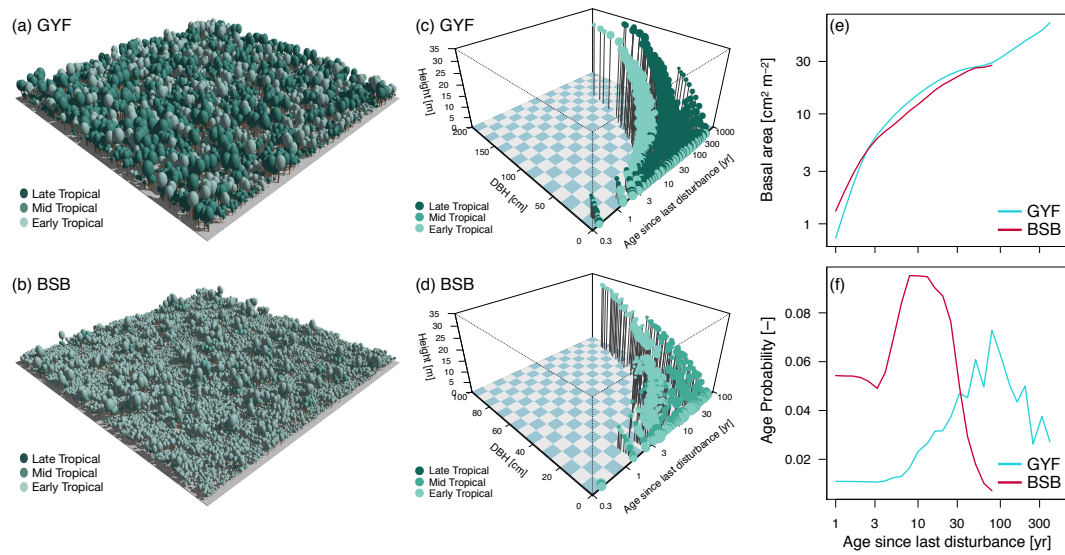 (a) GYF
Late Tropical
Mid Tropical
Early Tropical
(b) BSB
Late Tropical
Mid Tropical
Early Tropical
(c) GYF
35
30
25
20
15
10
5
0
Height [m]
200
150
100
50
0
DBH [cm]
0.3
1
3
10
30
100
300
1000
Age since last disturbance [yr]
Late Tropical
Mid Tropical
Early Tropical
(d) BSB
35
30
25
20
15
10
5
0
Height [m]
100
80
60
40
20
0
DBH [cm]
0.3
1
3
10
30
100
Age since last disturbance [yr]
Late Tropical
Mid Tropical
Early Tropical
(e)
30
10
3
1
Basal area [cm² m⁻²]
GYF
BSB
(f)
0.08
0.06
0.04
0.02
Age Probability [−]
GYF
BSB
1 3 10 30 100 300
Age since last disturbance [yr]